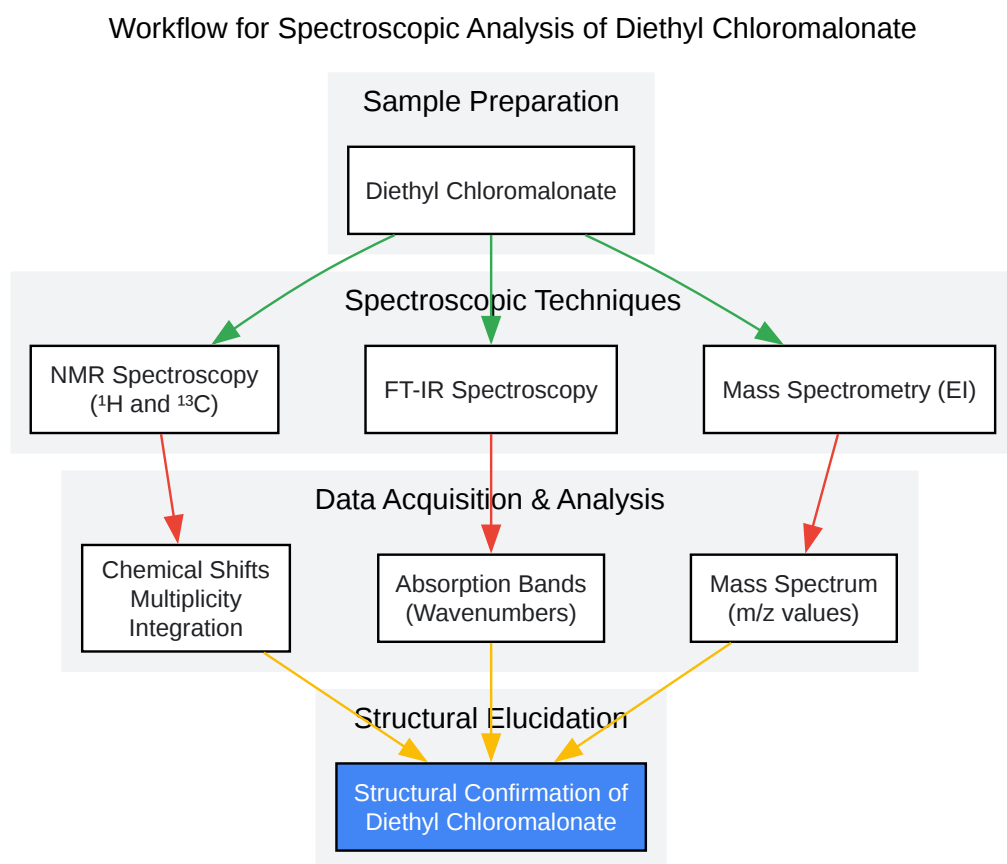 Workflow for Spectroscopic Analysis of Diethyl Chloromalonate
Sample Preparation
Diethyl Chloromalonate
Spectroscopic Techniques
NMR Spectroscopy
(¹H and ¹³C)
FT-IR Spectroscopy
Mass Spectrometry (EI)
Data Acquisition & Analysis
Chemical Shifts
Multiplicity
Integration
Absorption Bands
(Wavenumbers)
Mass Spectrum
(m/z values)
Structural Elucidation
Structural Confirmation of
Diethyl Chloromalonate